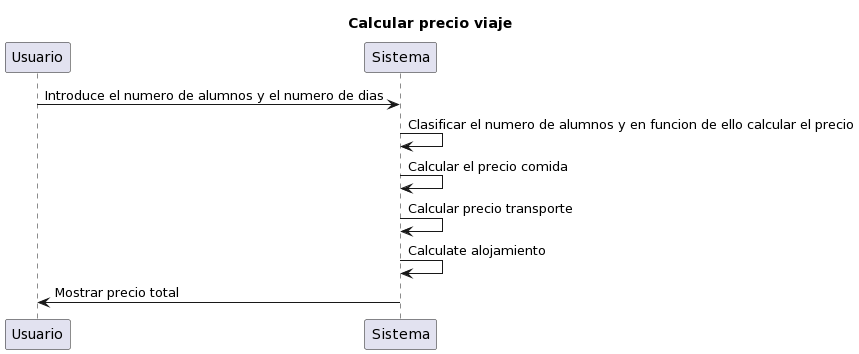 Calcular precio viaje
Usuario
Sistema
Introduce el numero de alumnos y el numero de dias
Clasificar el numero de alumnos y en funcion de ello calcular el precio
Calcular el precio comida
Calcular precio transporte
Calculate alojamiento
Mostrar precio total
Usuario
Sistema